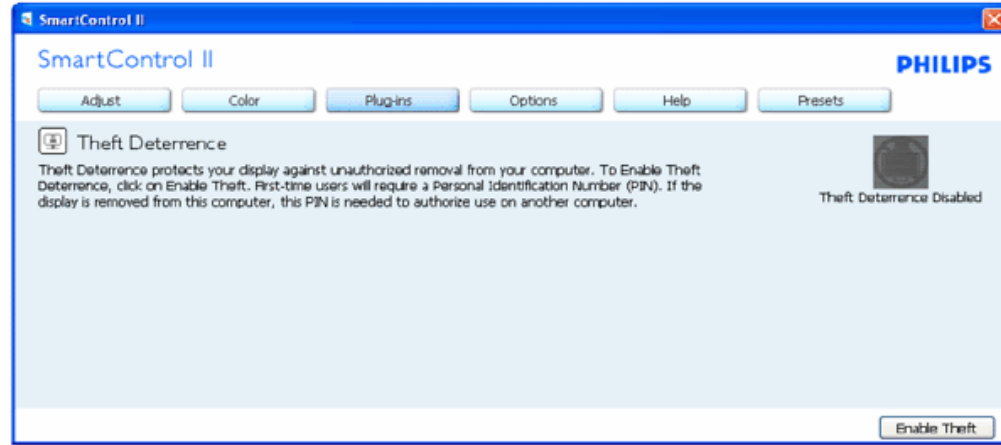 SmartControl II
SmartControl II
PHILIPS
Adjust Color Plug-ins Options Help Presets
Theft Deterrence
Theft Deterrence protects your display against unauthorized removal from your computer. To Enable Theft
Deterrence, click on Enable Theft. First-time users will require a Personal Identification Number (PIN). If the
display is removed from this computer, this PIN is needed to authorize use on another computer.
Theft Deterrence Disabled
Enable Theft